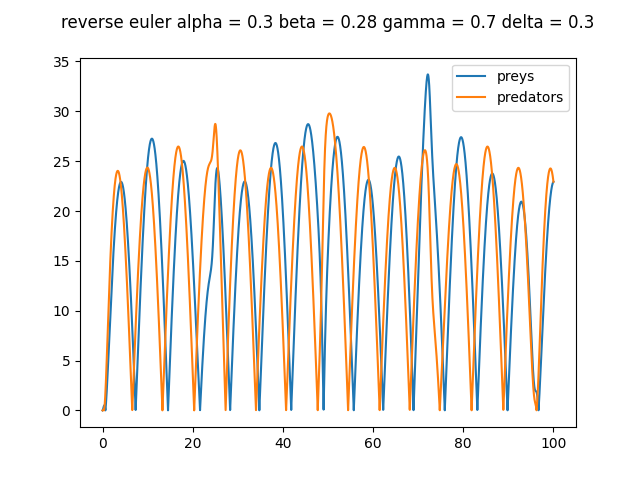 reverse euler alpha = 0.3 beta = 0.28 gamma = 0.7 delta = 0.3
preys
predators
35
30
25
20
15
10
5
0
0 20 40 60 80 100